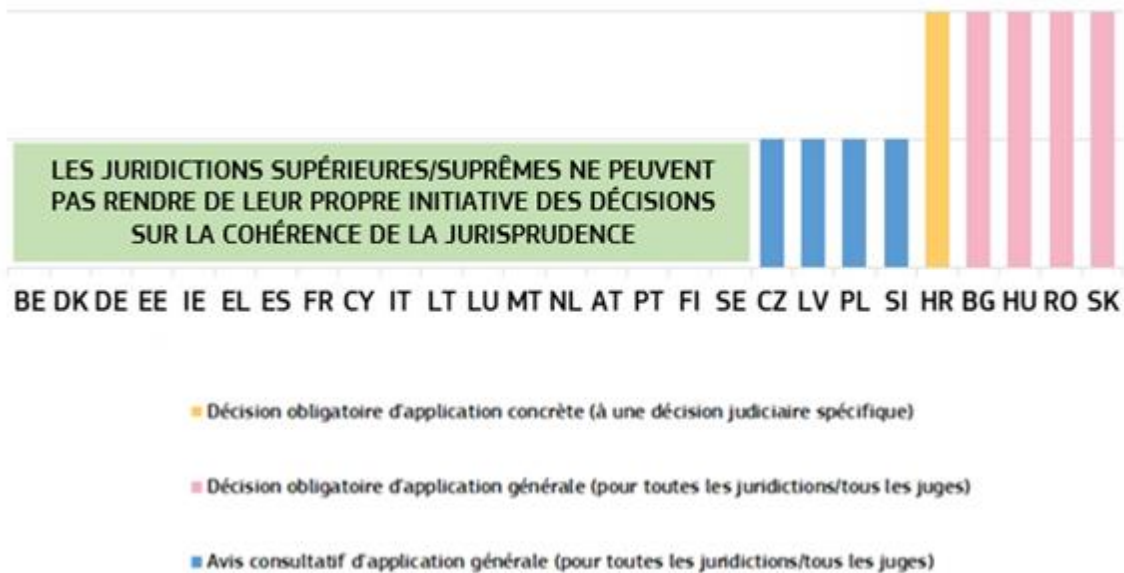 LES JURIDICTIONS SUPÉRIEURES/SUPRÊMES NE PEUVENT
PAS RENDRE DE LEUR PROPRE INITIATIVE DES DÉCISIONS
SUR LA COHÉRENCE DE LA JURISPRUDENCE
BE DK DE EE IE EL ES FR CY IT LT LU MT NL AT PT FI SE CZ LV PL SI HR BG HU RO SK
Décision obligatoire d'application concrète (à une décision judiciaire spécifique)
Décision obligatoire d'application générale (pour toutes les juridictions/tous les juges)
Avis consultatif d'application générale (pour toutes les juridictions/tous les juges)